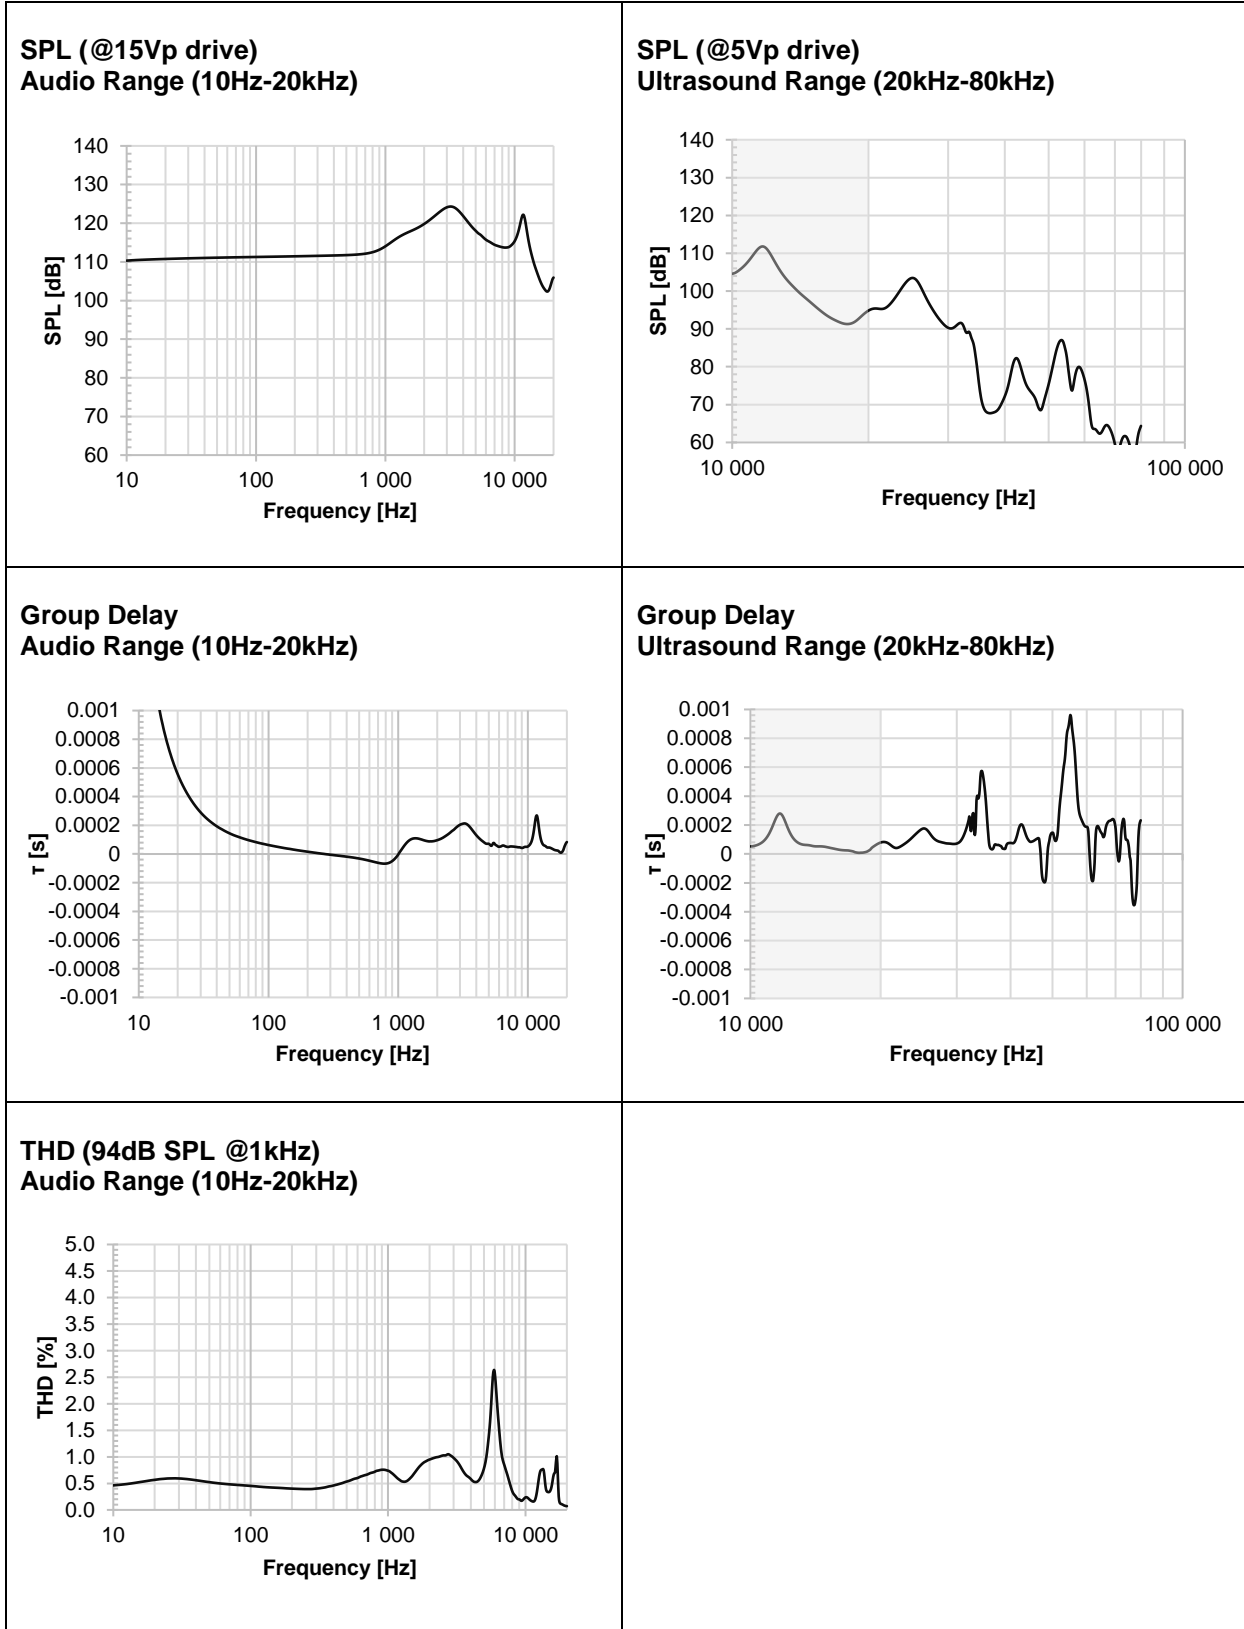 SPL (@15Vp drive)
Audio Range (10Hz-20kHz)
140
130
120
110
100
90
80
70
60
SPL [dB]
10 100 1 000 10 000
Frequency [Hz]
SPL (@5Vp drive)
Ultrasound Range (20kHz-80kHz)
140
130
120
110
100
90
80
70
60
SPL [dB]
10 000 100 000
Frequency [Hz]
Group Delay
Audio Range (10Hz-20kHz)
0.001
0.0008
0.0006
0.0004
0.0002
0
-0.0002
-0.0004
-0.0006
-0.0008
-0.001
τ [s]
10 100 1 000 10 000
Frequency [Hz]
Group Delay
Ultrasound Range (20kHz-80kHz)
0.001
0.0008
0.0006
0.0004
0.0002
0
-0.0002
-0.0004
-0.0006
-0.0008
-0.001
τ [s]
10 000 100 000
Frequency [Hz]
THD (94dB SPL @1kHz)
Audio Range (10Hz-20kHz)
5.0
4.5
4.0
3.5
3.0
2.5
2.0
1.5
1.0
0.5
0.0
THD [%]
10 100 1 000 10 000
Frequency [Hz]